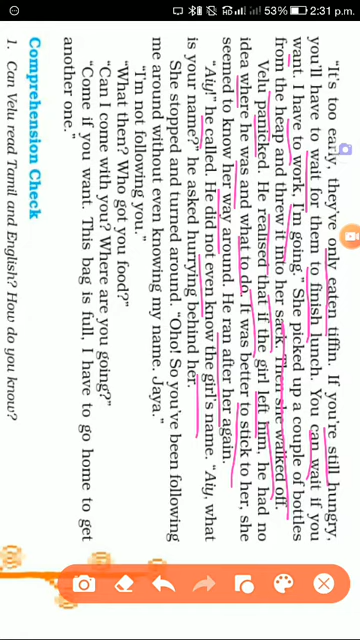 53% 2:31 p.m.
"It's too early, they've only eaten tiffin. If you're still hungry,
you'll have to wait for them to finish lunch. You can wait if you
want. I have to work, I'm going." She picked up a couple of bottles
from the heap and threw it into her sack. Then she walked off.
Velu panicked. He realised that if the girl left him, he had no
idea where he was and what to do. It was better to stick to her, she
seemed to know her way around. He ran after her again.
"Aiy!" he called. He did not even know the girl's name. "Aiy, what
is your name?" he asked hurrying behind her.
She stopped and turned around. "Oho! So you've been following
me around without even knowing my name. Jaya."
"I'm not following you."
"What then? Who got you food?"
"Can I come with you? Where are you going?"
"Come if you want. This bag is full, I have to go home to get
another one."
Comprehension Check
1. Can Velu read Tamil and English? How do you know?